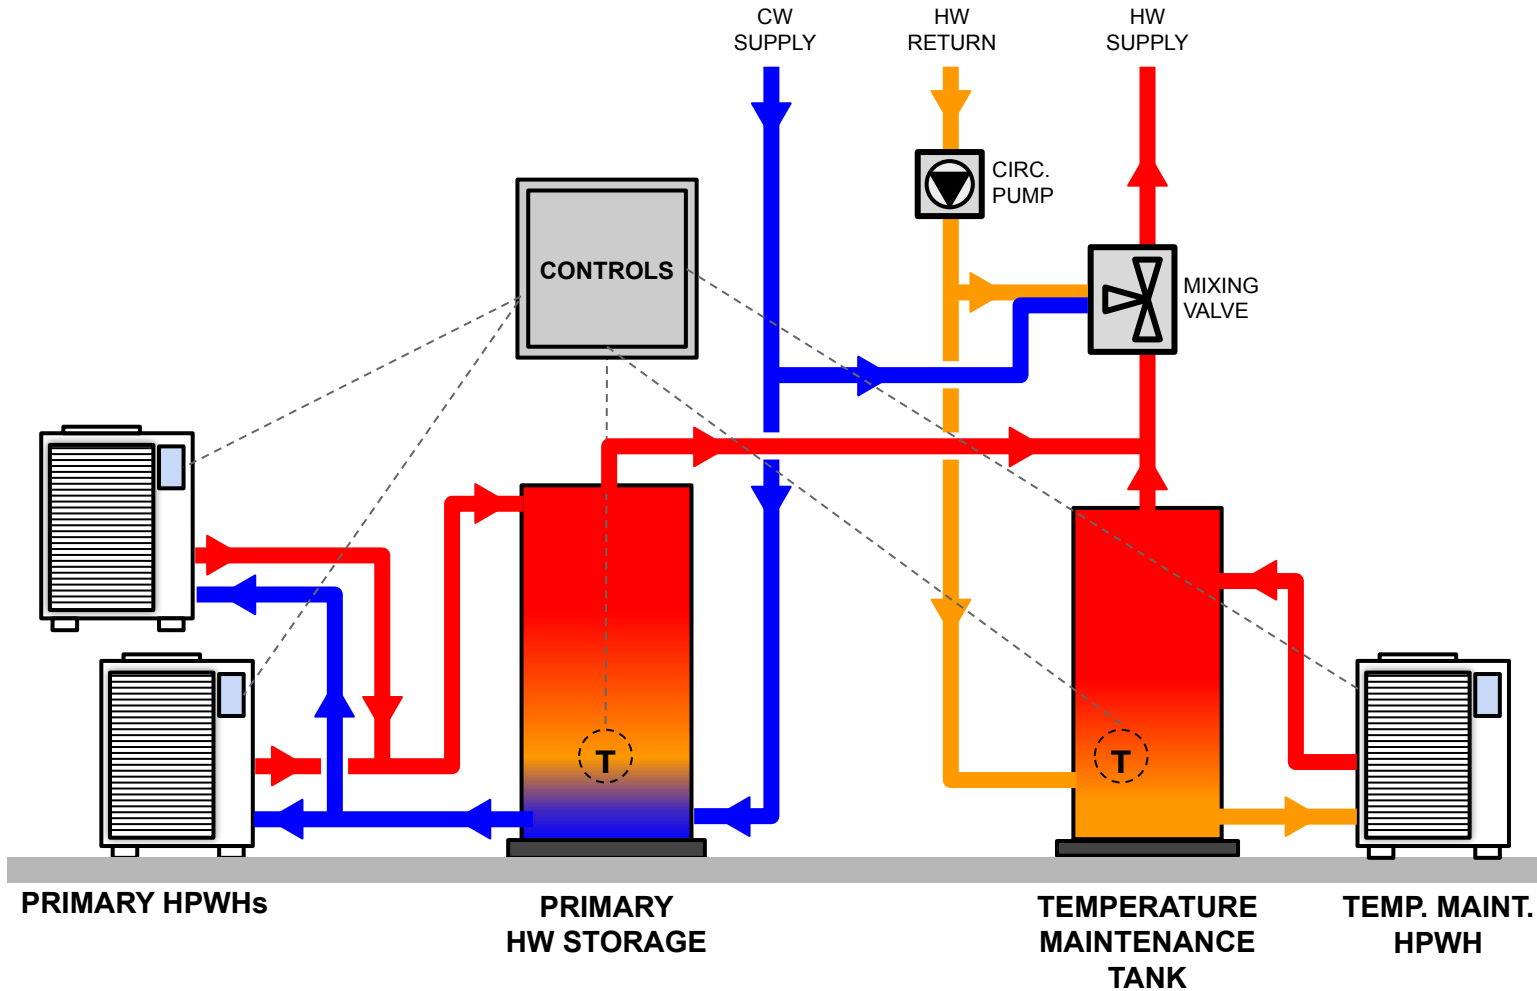 CW
SUPPLY
HW
RETURN
HW
SUPPLY
CIRC.
PUMP
CONTROLS
MIXING
VALVE
T
T
PRIMARY HPWHs
PRIMARY
HW STORAGE
TEMPERATURE
MAINTENANCE
TANK
TEMP. MAINT.
HPWH